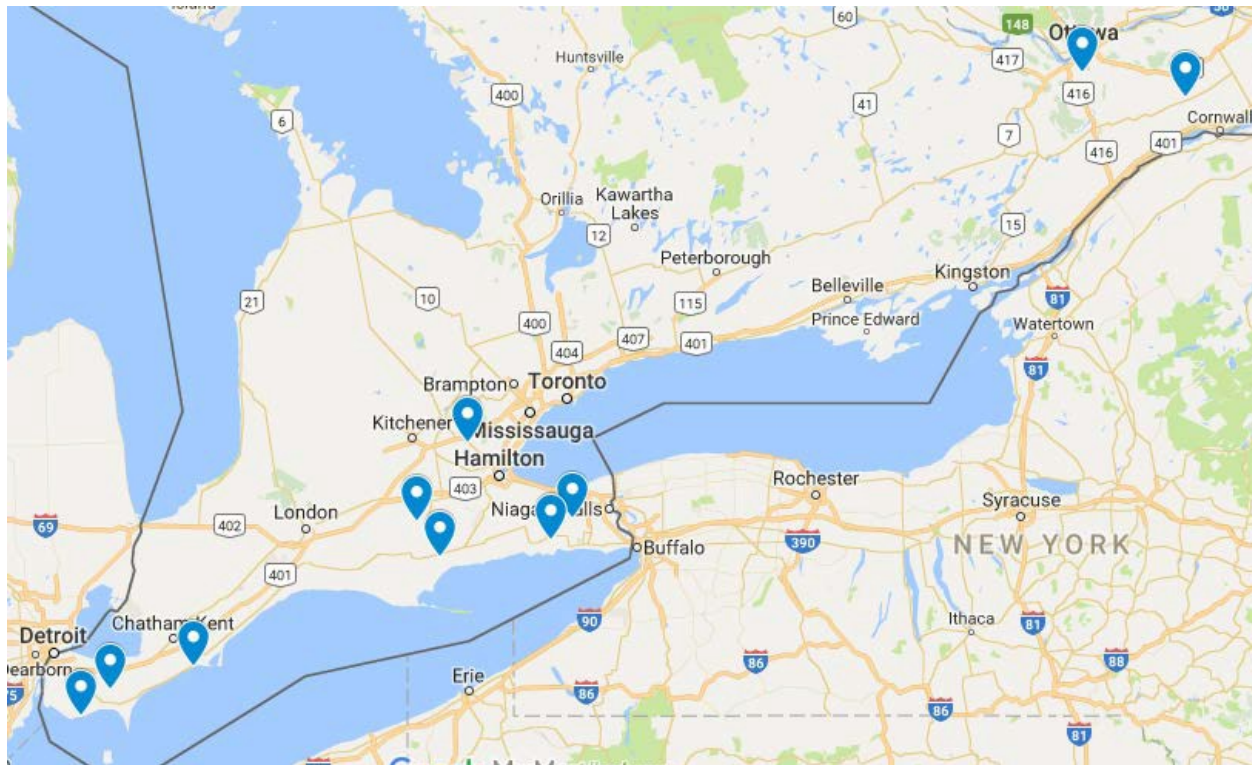 60
148
Ottawa
Huntsville
417
400
416
41
6
7
Cornwall
401
416
Orillia
Kawartha
Lakes
12
15
Peterborough
Kingston
Belleville
21
10
115
81
Prince Edward
Watertown
400
407
401
404
81
Brampton
Toronto
Kitchener
Mississauga
Hamilton
403
Rochester
Niagara Falls
Syracuse
London
69
402
390
NEW YORK
Buffalo
401
90
Ithaca
81
Chatham-Kent
Detroit
Dearborn
86
88
75
Erie
86
86
81